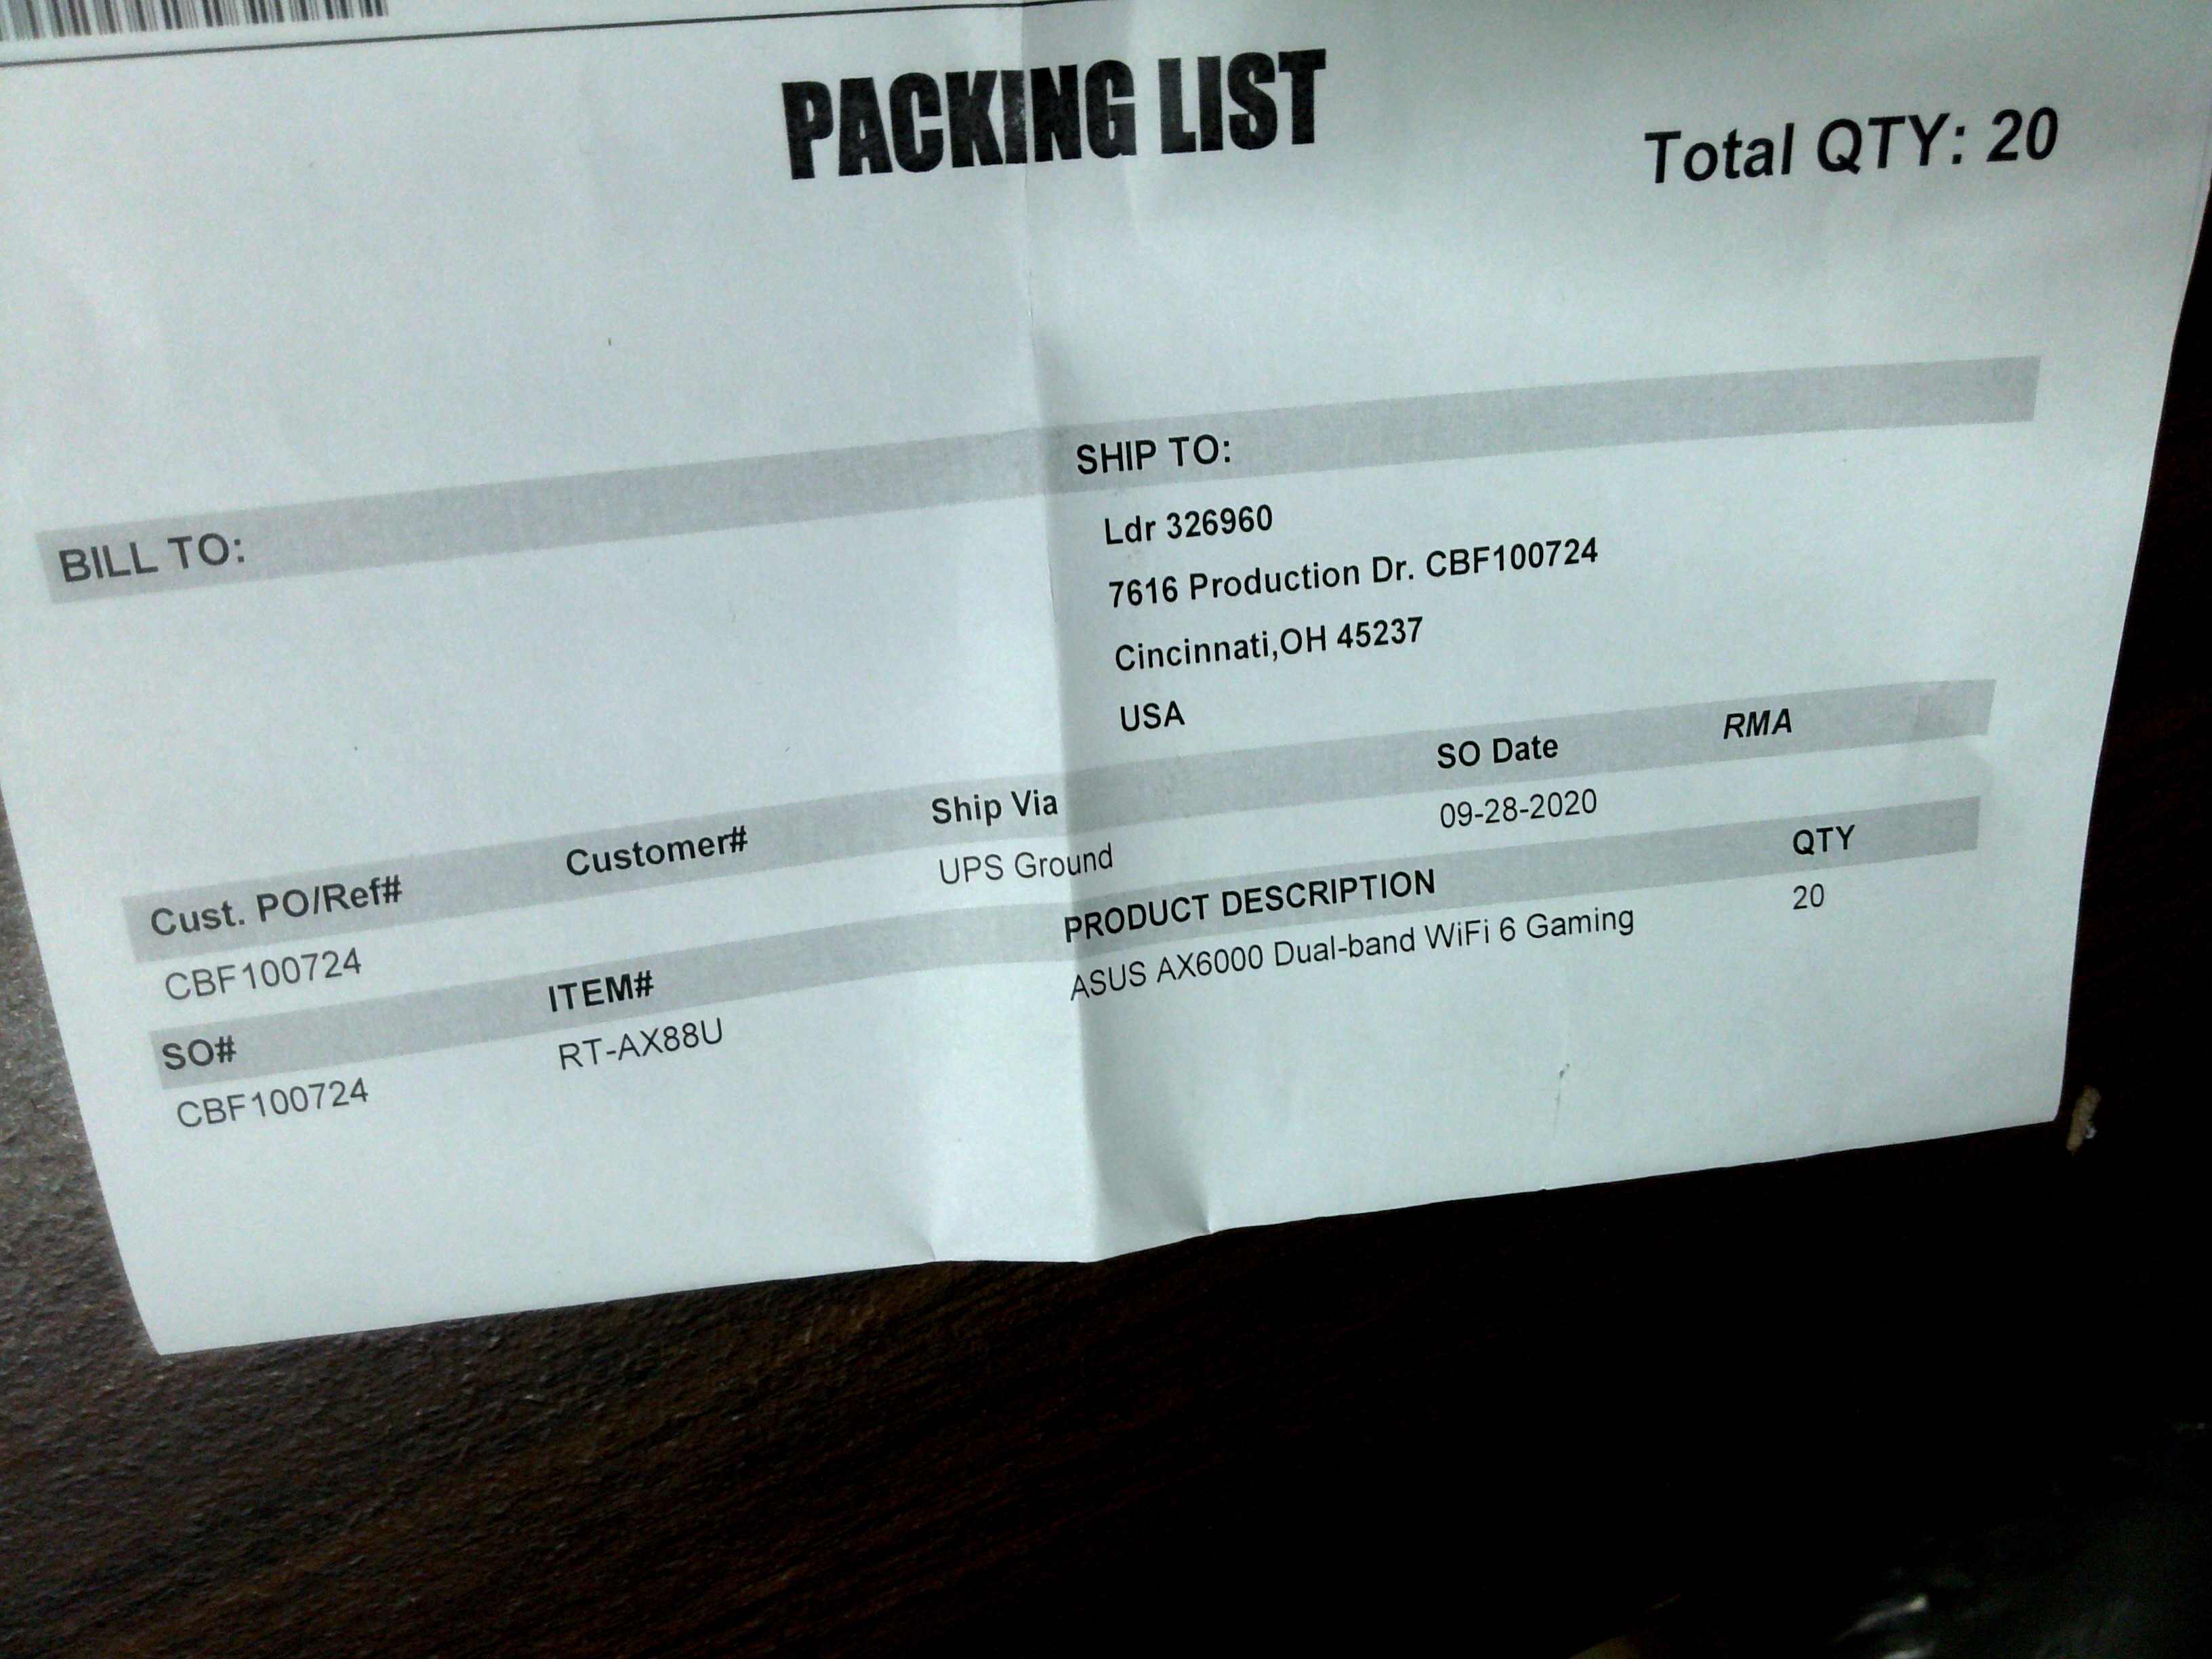 PACKING LIST
Total QTY: 20
BILL TO:
SHIP TO:
Ldr 326960
7616 Production Dr. CBF100724
Cincinnati,OH 45237
USA
Cust. PO/Ref# Customer# Ship Via SO Date RMA
CBF100724 UPS Ground 09-28-2020
SO# ITEM# PRODUCT DESCRIPTION QTY
CBF100724 RT-AX88U ASUS AX6000 Dual-band WiFi 6 Gaming 20